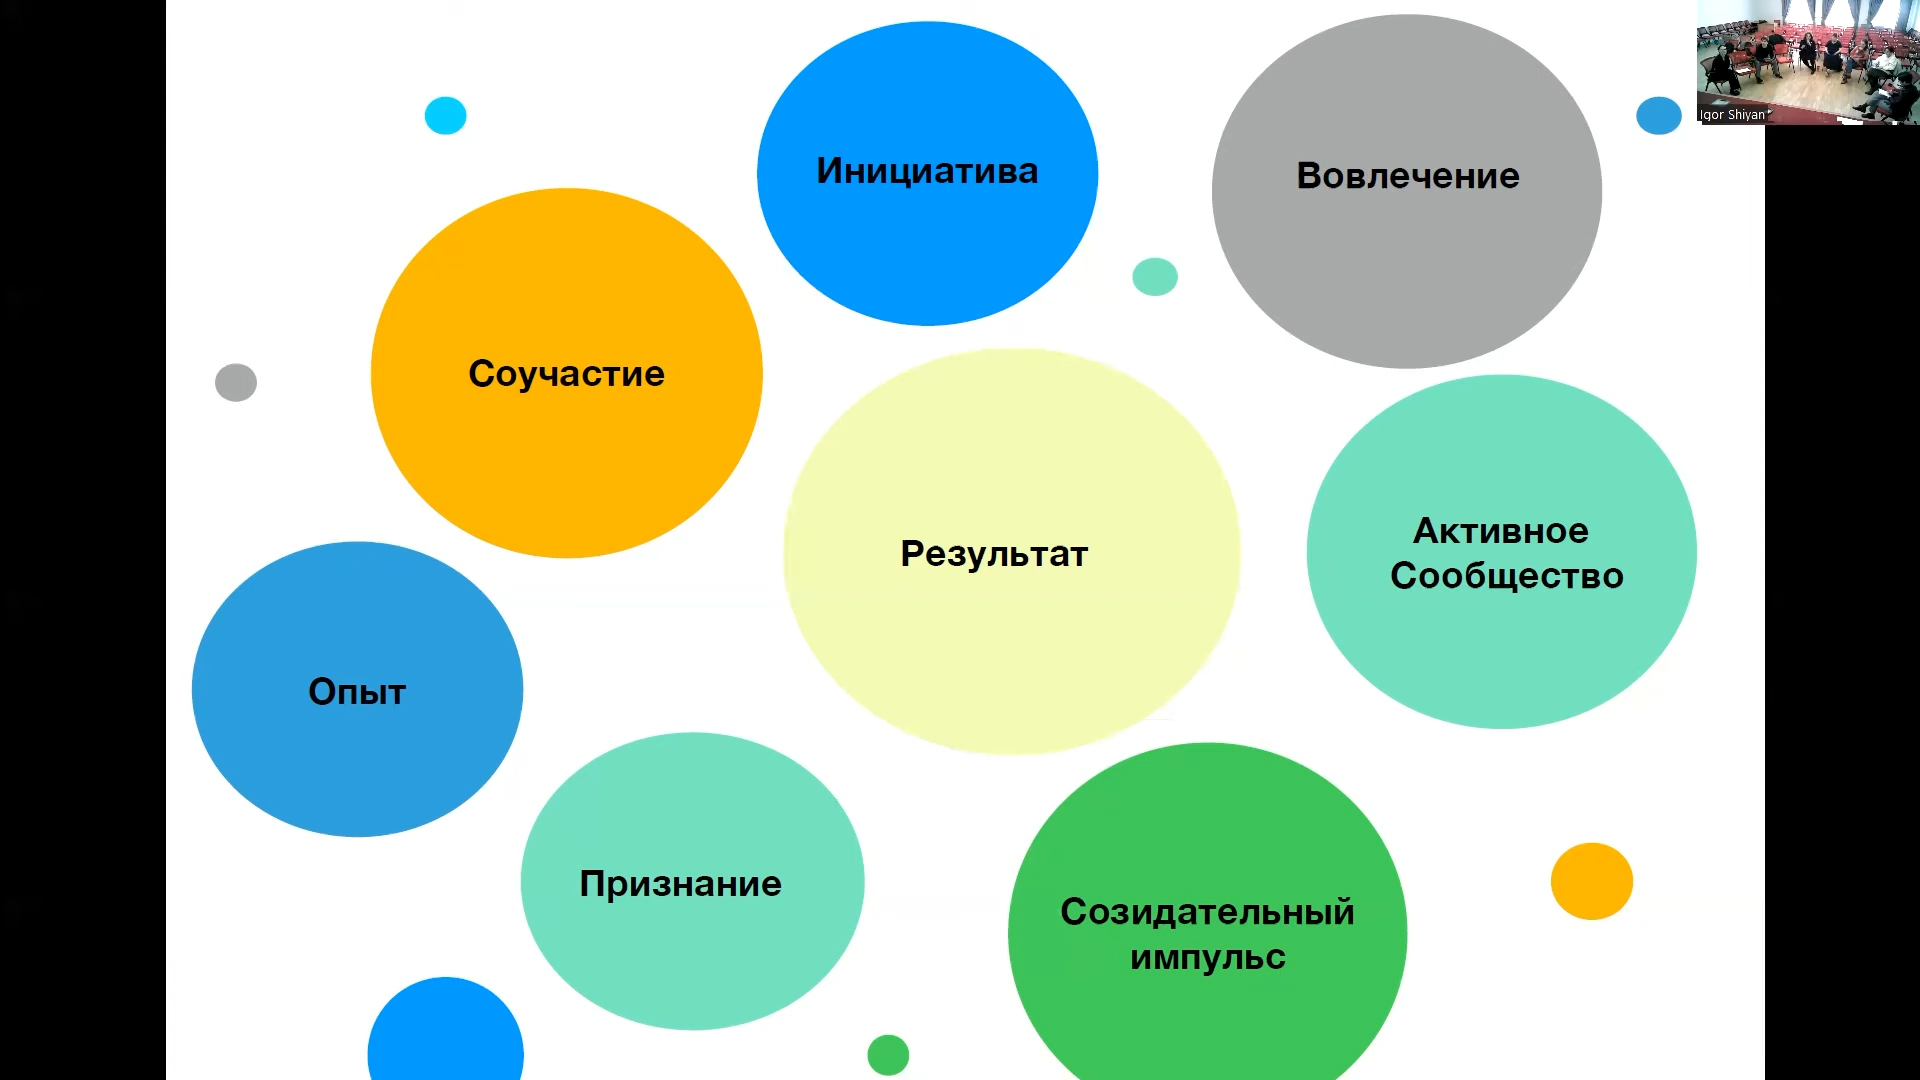 Инициатива
Вовлечение
Igor Shiyan
Соучастие
Результат
Активное
Сообщество
Опыт
Признание
Созидательный
импульс